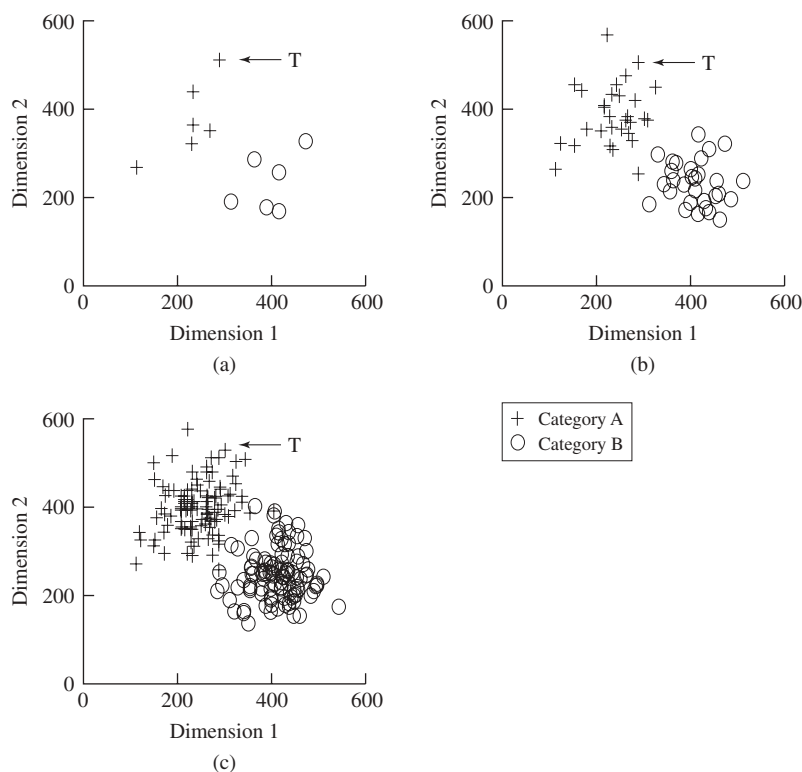 600
T
400
Dimension 2
200
0
0 200 400 600
Dimension 1
(a)
600
T
400
Dimension 2
200
0
0 200 400 600
Dimension 1
(b)
600
T
400
Dimension 2
200
0
0 200 400 600
Dimension 1
(c)
Category A
Category B